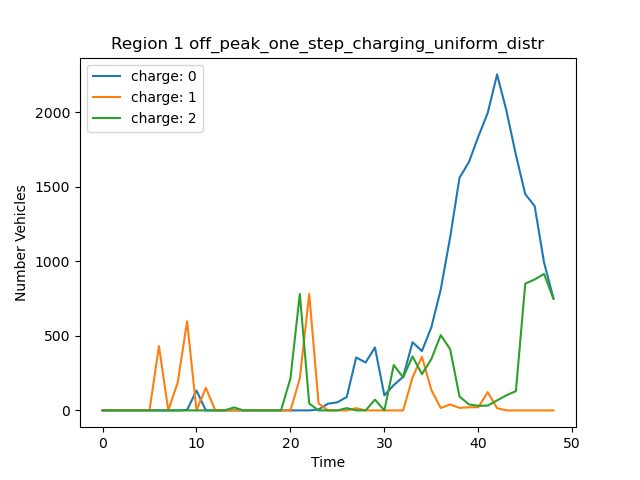 Region 1 off_peak_one_step_charging_uniform_distr
charge: 0
charge: 1
charge: 2
2000
1500
1000
500
0
Number Vehicles
0 10 20 30 40 50
Time